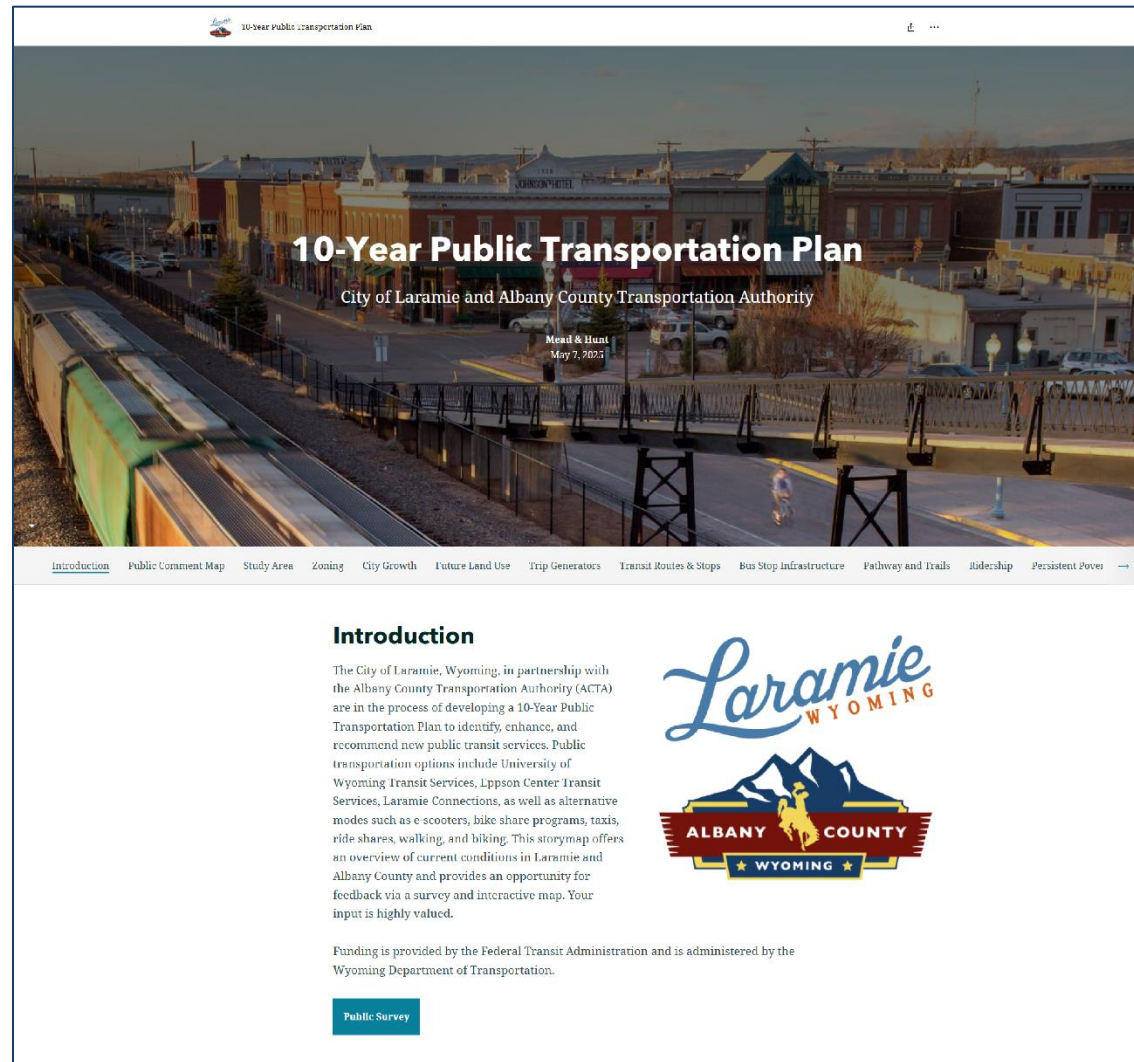 Laramie
10-Year Public Transportation Plan
1900
JOHNSON HOTEL
10-Year Public Transportation Plan
City of Laramie and Albany County Transportation Authority
Mead & Hunt
May 7, 2025
Introduction Public Comment Map Study Area Zoning City Growth Future Land Use Trip Generators Transit Routes & Stops Bus Stop Infrastructure Pathway and Trails Ridership Persistent Pover →
Introduction
The City of Laramie, Wyoming, in partnership with
the Albany County Transportation Authority (ACTA)
are in the process of developing a 10-Year Public
Transportation Plan to identify, enhance, and
recommend new public transit services. Public
transportation options include University of
Wyoming Transit Services, Eppson Center Transit
Services, Laramie Connections, as well as alternative
modes such as e-scooters, bike share programs, taxis,
ride shares, walking, and biking. This storymap offers
an overview of current conditions in Laramie and
Albany County and provides an opportunity for
feedback via a survey and interactive map. Your
input is highly valued.
Laramie
WYOMING
ALBANY COUNTY
★ WYOMING ★
Funding is provided by the Federal Transit Administration and is administered by the
Wyoming Department of Transportation.
Public Survey